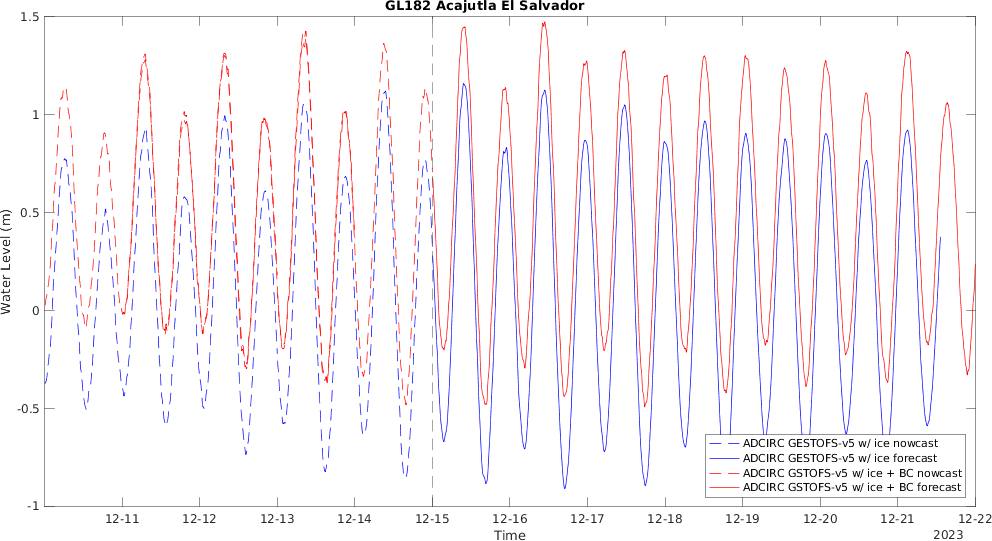 GL182 Acajutla El Salvador
1.5
1
0.5
0
-0.5
-1
Water Level (m)
ADCIRC GESTOFS-v5 w/ ice nowcast
ADCIRC GESTOFS-v5 w/ ice forecast
ADCIRC GSTOFS-v5 w/ ice + BC nowcast
ADCIRC GSTOFS-v5 w/ ice + BC forecast
12-11 12-12 12-13 12-14 12-15 12-16 12-17 12-18 12-19 12-20 12-21 12-22
Time
2023